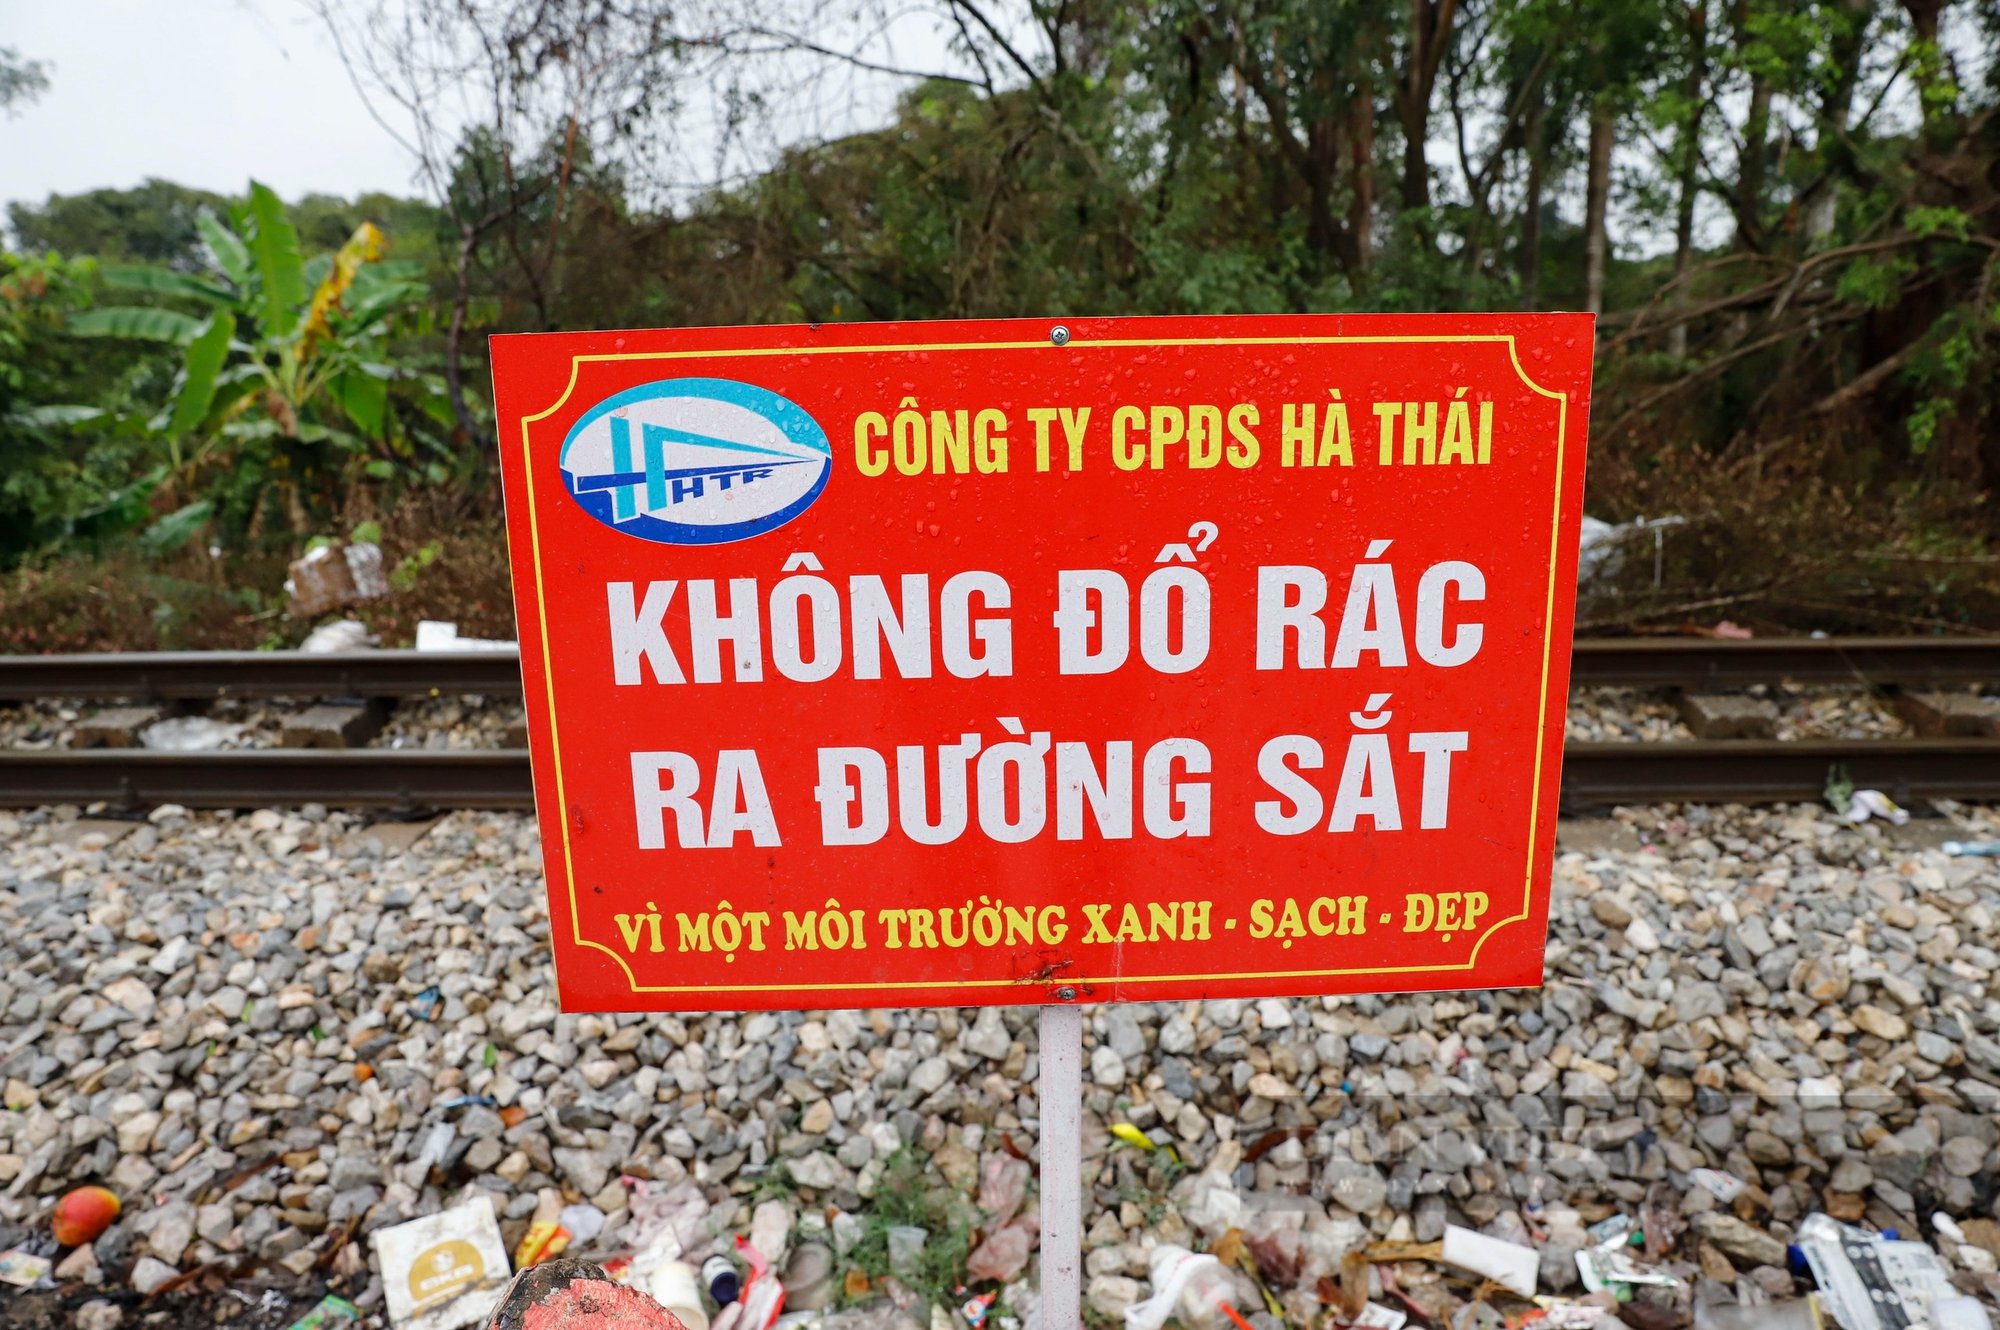 HTR
CÔNG TY CPĐS HÀ THÁI
KHÔNG ĐỔ RÁC
RA ĐƯỜNG SẮT
VÌ MỘT MÔI TRƯỜNG XANH - SẠCH - ĐẸP